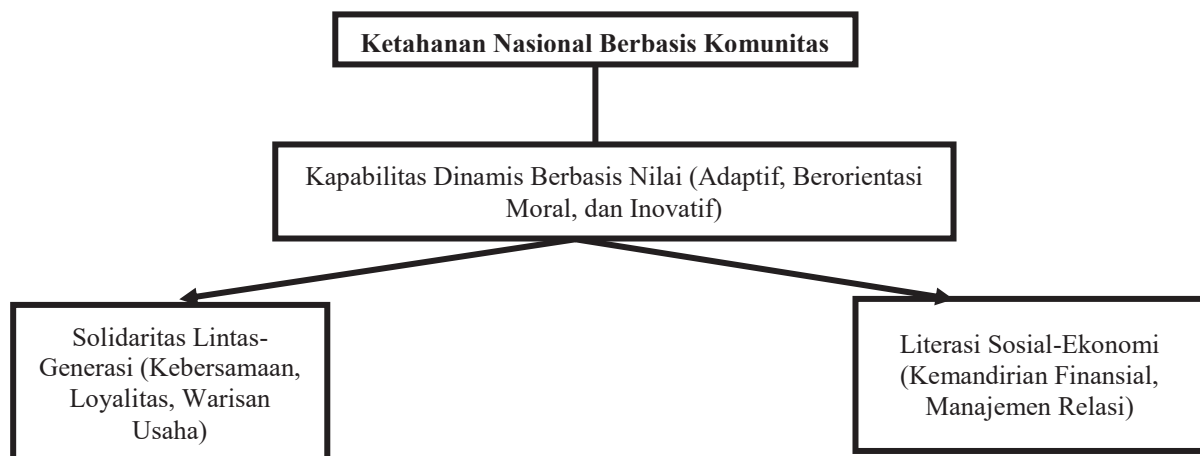 Ketahanan Nasional Berbasis Komunitas
Kapabilitas Dinamis Berbasis Nilai (Adaptif, Berorientasi
Moral, dan Inovatif)
Solidaritas Lintas-
Generasi (Kebersamaan,
Loyalitas, Warisan
Usaha)
Literasi Sosial-Ekonomi
(Kemandirian Finansial,
Manajemen Relasi)